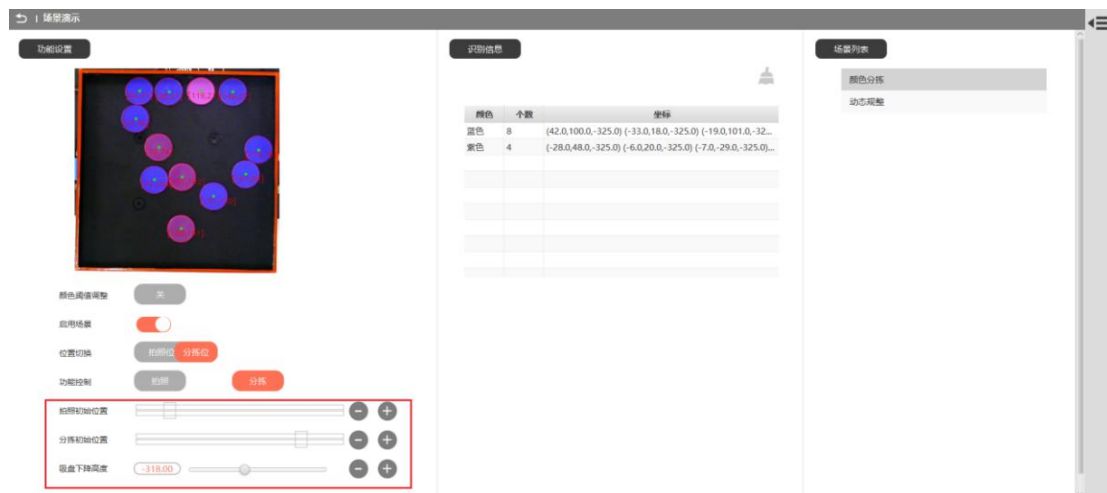 场景演示
功能设置
颜色阈值调整 关
启用场景
位置切换 拍照位 分拣位
功能控制 拍照 分拣
拍照初始位置
分拣初始位置
吸盘下降高度 -318.00
识别信息
颜色 个数 坐标
蓝色 8 (42.0,100.0,-325.0) (-33.0,18.0,-325.0) (-19.0,101.0,-32...
紫色 4 (-28.0,48.0,-325.0) (-6.0,20.0,-325.0) (-7.0,-29.0,-325.0)...
场景列表
颜色分拣
动态规整